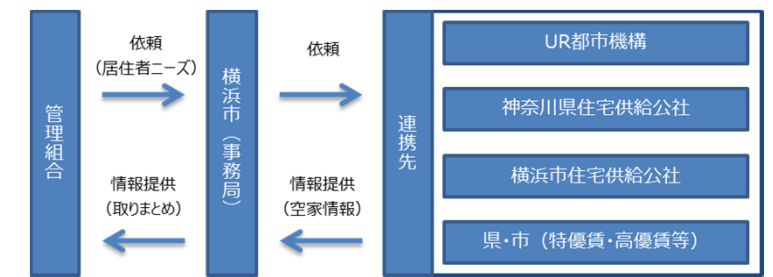 管理組合
依頼
（居住者ニーズ）
情報提供
（取りまとめ）
横浜市（事務局）
依頼
情報提供
（空家情報）
連携先
UR都市機構
神奈川県住宅供給公社
横浜市住宅供給公社
県・市（特優賃・高優賃等）